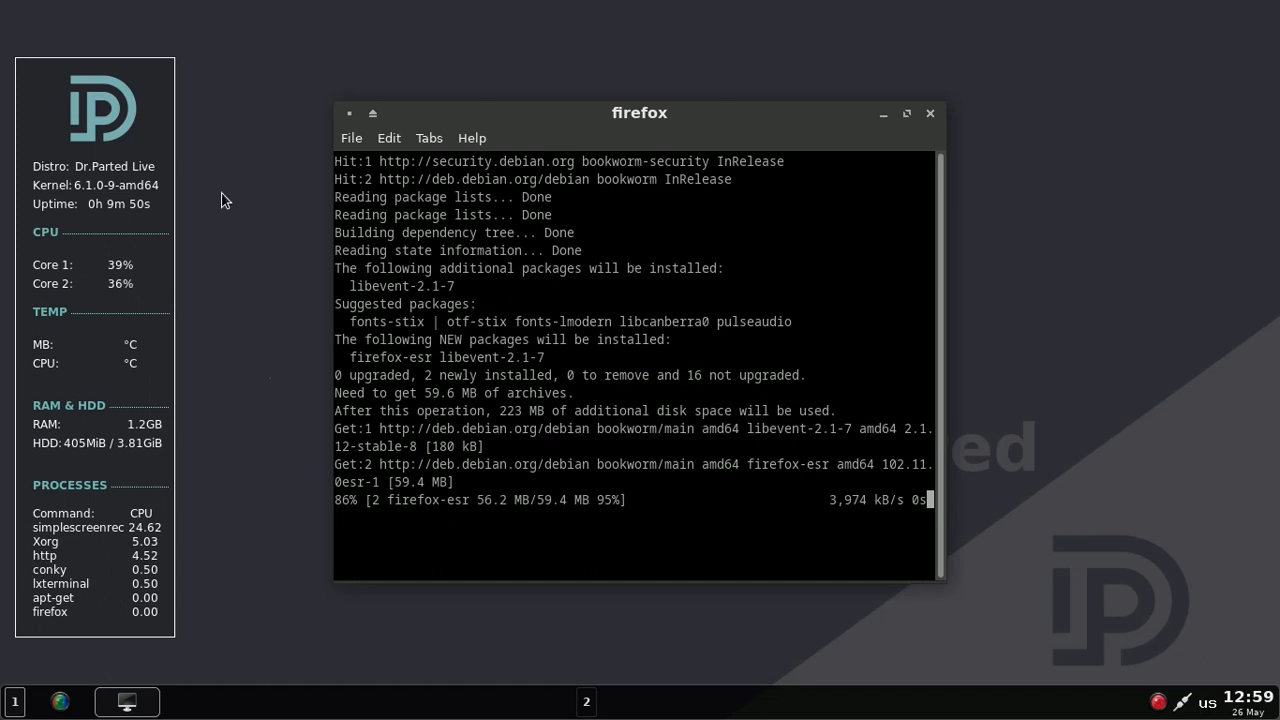 Distro: Dr.Parted Live
Kernel: 6.1.0-9-amd64
Uptime: 0h 9m 50s
CPU
Core 1: 39%
Core 2: 36%
TEMP
MB: °C
CPU: °C
RAM & HDD
RAM: 1.2GB
HDD: 405MiB / 3.81GiB
PROCESSES
Command: CPU
simplescreenrec 24.62
Xorg 5.03
http 4.52
conky 0.50
lxterminal 0.50
apt-get 0.00
firefox 0.00
firefox
File Edit Tabs Help
Hit:1 http://security.debian.org bookworm-security InRelease
Hit:2 http://deb.debian.org/debian bookworm InRelease
Reading package lists... Done
Reading package lists... Done
Building dependency tree... Done
Reading state information... Done
The following additional packages will be installed:
libevent-2.1-7
Suggested packages:
fonts-stix | otf-stix fonts-lmodern libcanberra0 pulseaudio
The following NEW packages will be installed:
firefox-esr libevent-2.1-7
0 upgraded, 2 newly installed, 0 to remove and 16 not upgraded.
Need to get 59.6 MB of archives.
After this operation, 223 MB of additional disk space will be used.
Get:1 http://deb.debian.org/debian bookworm/main amd64 libevent-2.1-7 amd64 2.1.
12-stable-8 [180 kB]
Get:2 http://deb.debian.org/debian bookworm/main amd64 firefox-esr amd64 102.11.
0esr-1 [59.4 MB]
86% [2 firefox-esr 56.2 MB/59.4 MB 95%] 3,974 kB/s 0s
ed
1
2
us
12:59
26 May